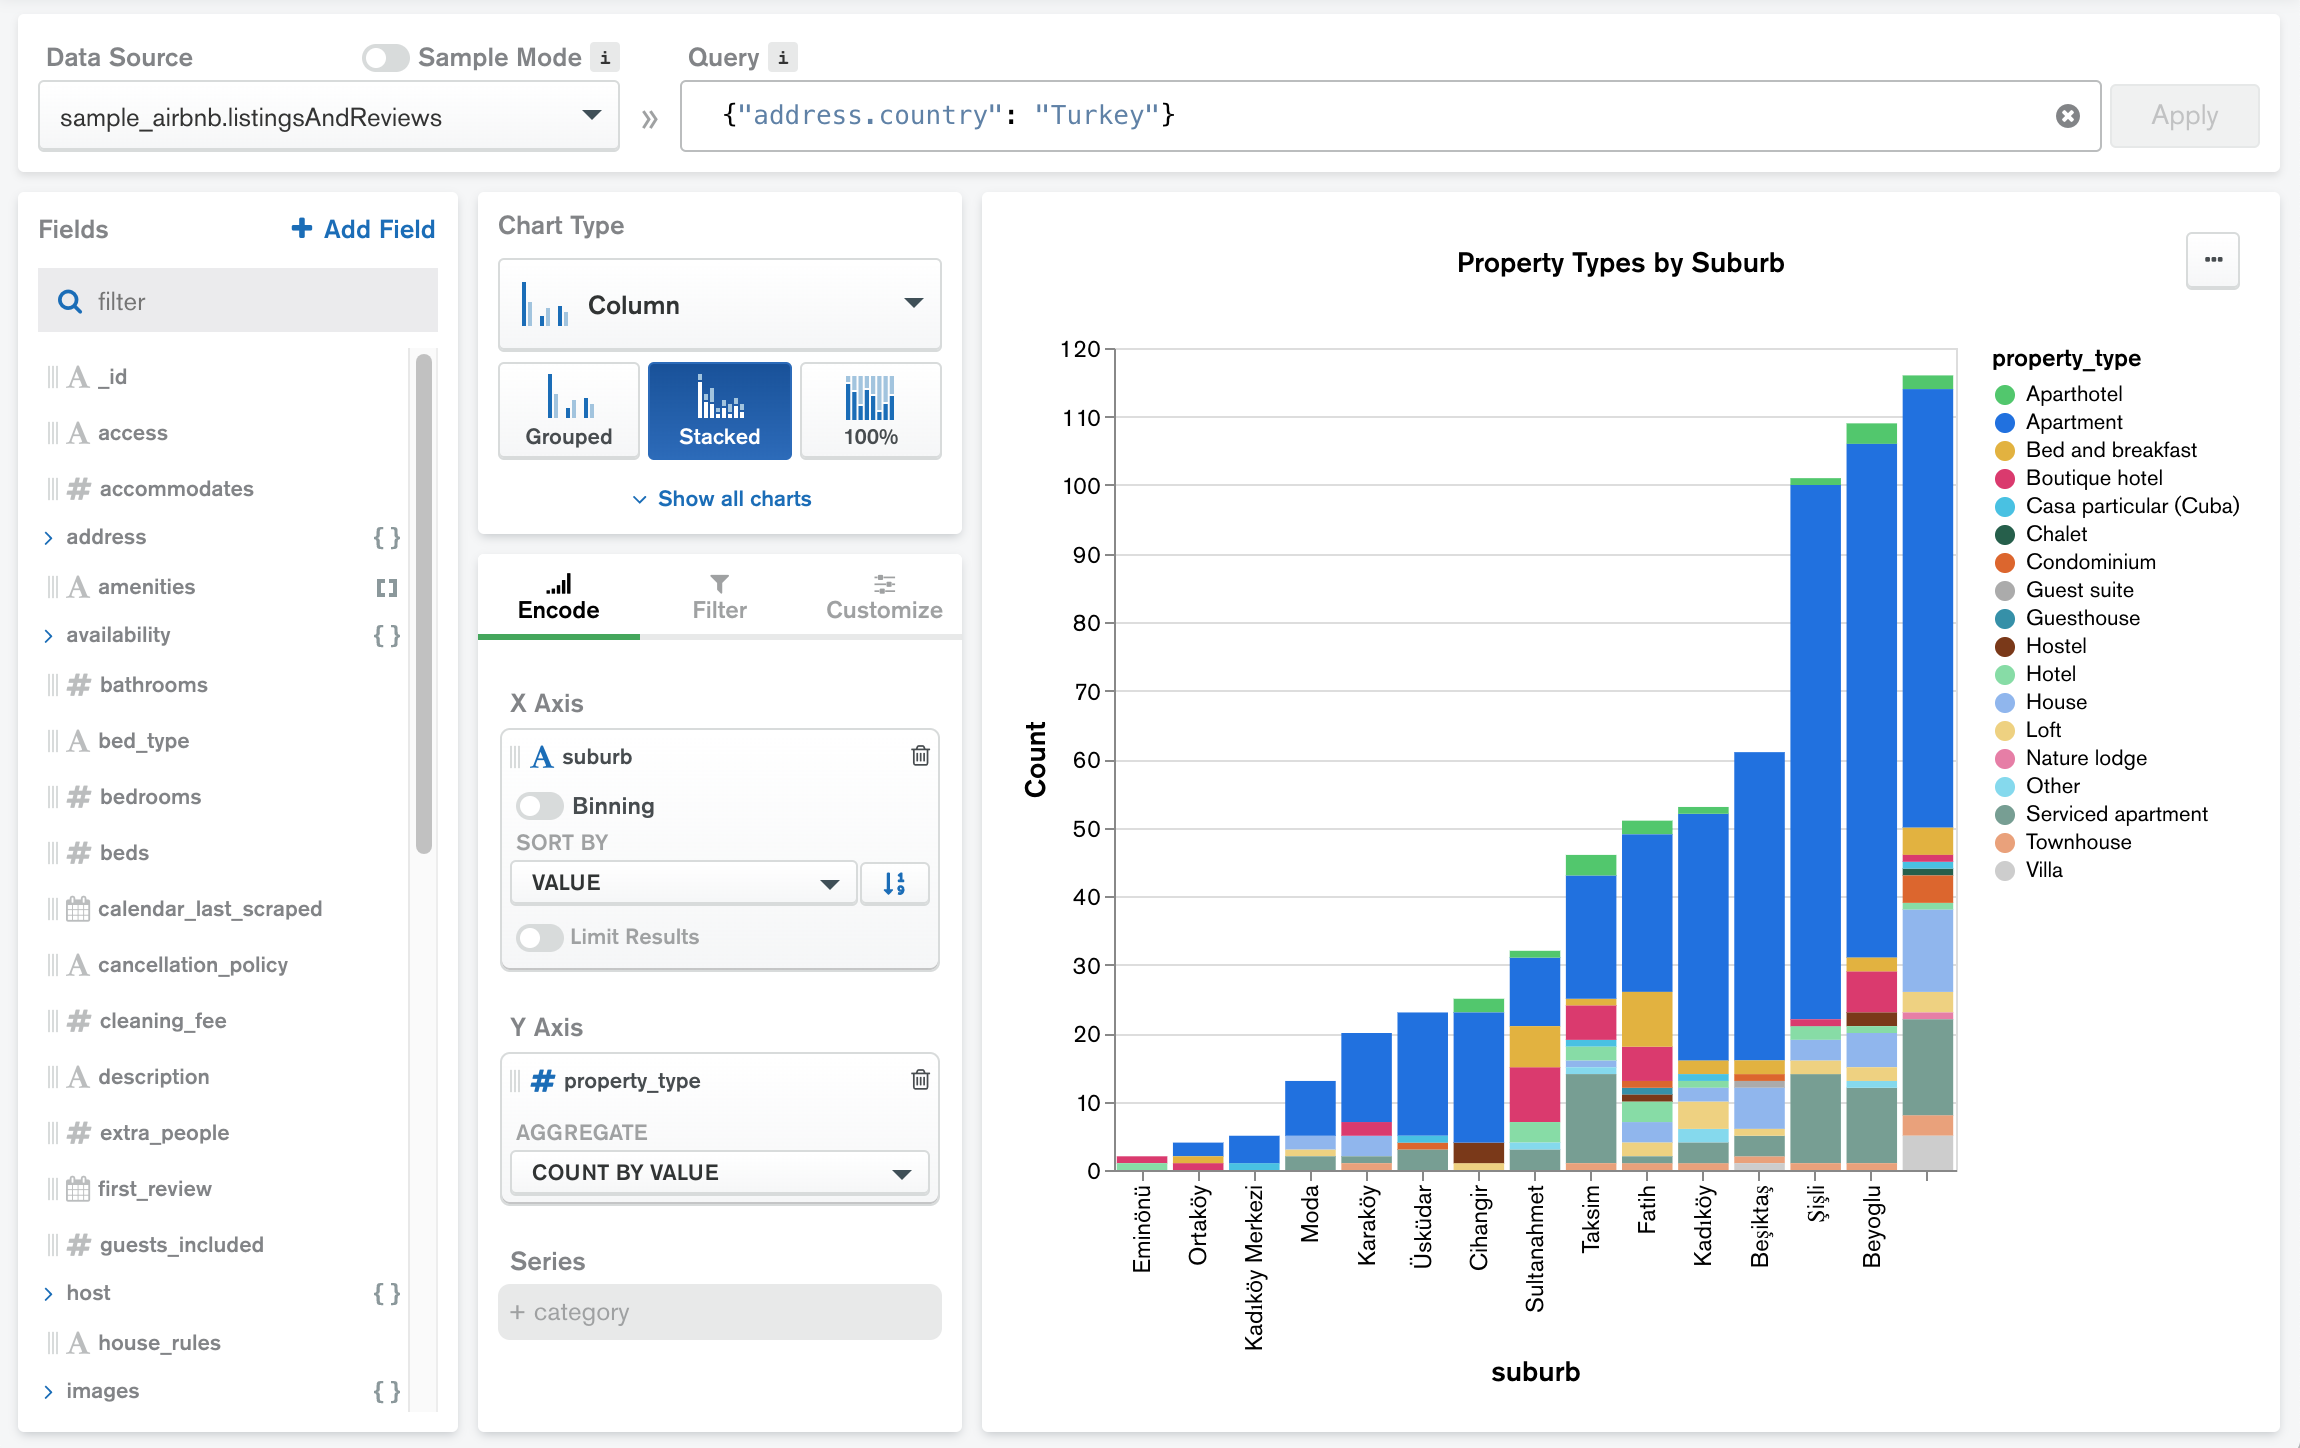 Data Source
Sample Mode i
Query i
sample_airbnb.listingsAndReviews
»
{"address.country": "Turkey"}
Apply
Fields
+ Add Field
filter
A _id
A access
# accommodates
address { }
A amenities [ ]
availability { }
# bathrooms
A bed_type
# bedrooms
# beds
calendar_last_scraped
A cancellation_policy
# cleaning_fee
A description
# extra_people
first_review
# guests_included
host { }
A house_rules
images { }
Chart Type
Column
Grouped
Stacked
100%
Show all charts
Encode
Filter
Customize
X Axis
A suburb
Binning
SORT BY
VALUE
1
9
Limit Results
Y Axis
# property_type
AGGREGATE
COUNT BY VALUE
Series
+ category
Property Types by Suburb
...
120
110
100
90
80
70
60
50
40
30
20
10
0
Count
Eminönü
Ortaköy
Kadıköy Merkezi
Moda
Karaköy
Üsküdar
Cihangir
Sultanahmet
Taksim
Fatih
Kadıköy
Beşiktaş
Şişli
Beyoglu
suburb
property_type
Aparthotel
Apartment
Bed and breakfast
Boutique hotel
Casa particular (Cuba)
Chalet
Condominium
Guest suite
Guesthouse
Hostel
Hotel
House
Loft
Nature lodge
Other
Serviced apartment
Townhouse
Villa